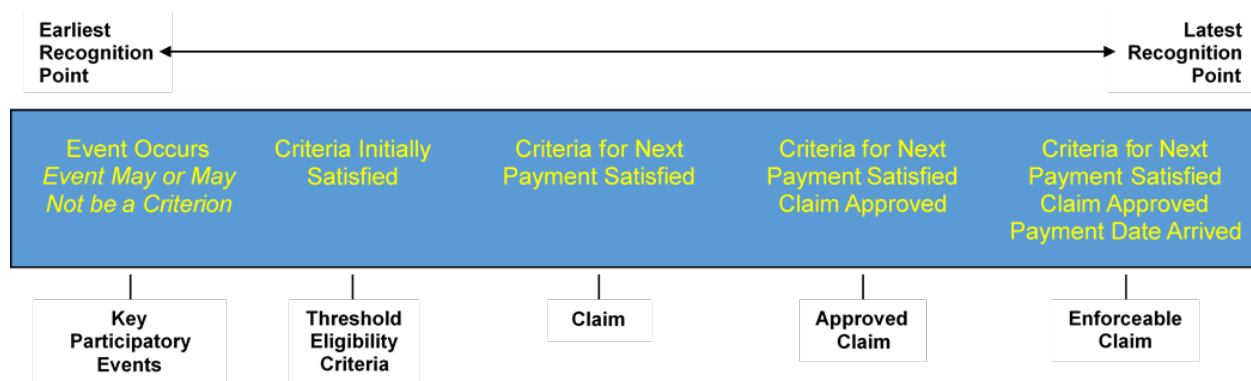 Earliest
Recognition
Point
Latest
Recognition
Point
Event Occurs
Event May or May
Not be a Criterion
Criteria Initially
Satisfied
Criteria for Next
Payment Satisfied
Criteria for Next
Payment Satisfied
Claim Approved
Criteria for Next
Payment Satisfied
Claim Approved
Payment Date Arrived
Key
Participatory
Events
Threshold
Eligibility
Criteria
Claim
Approved
Claim
Enforceable
Claim